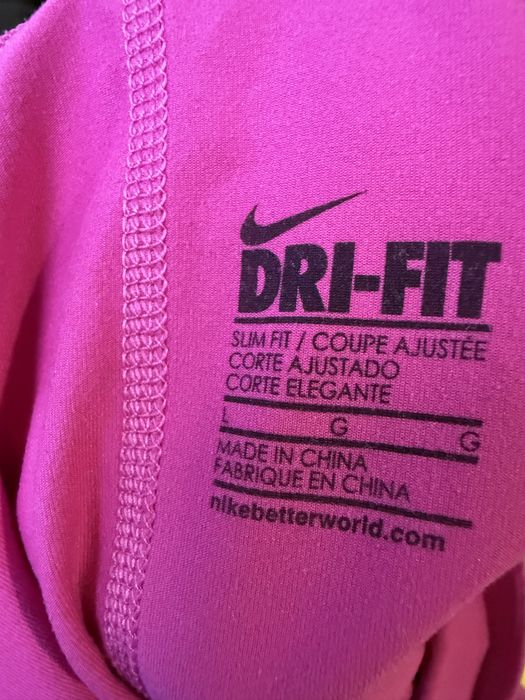 DRI-FIT
SLIM FIT / COUPE AJUSTÉE
CORTE AJUSTADO
CORTE ELEGANTE
L G G
MADE IN CHINA
FABRIQUE EN CHINA
nikebetterworld.com